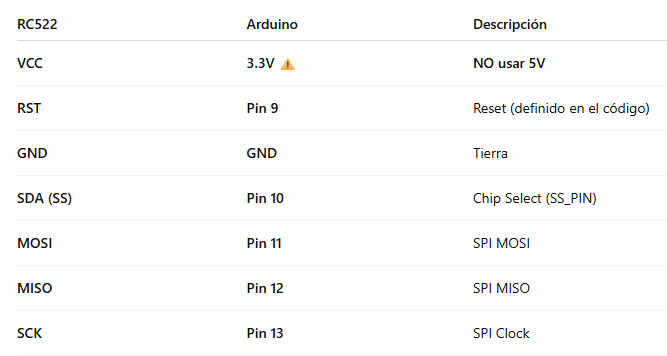 RC522 Arduino Descripción
VCC 3.3V ⚠️ NO usar 5V
RST Pin 9 Reset (definido en el código)
GND GND Tierra
SDA (SS) Pin 10 Chip Select (SS_PIN)
MOSI Pin 11 SPI MOSI
MISO Pin 12 SPI MISO
SCK Pin 13 SPI Clock